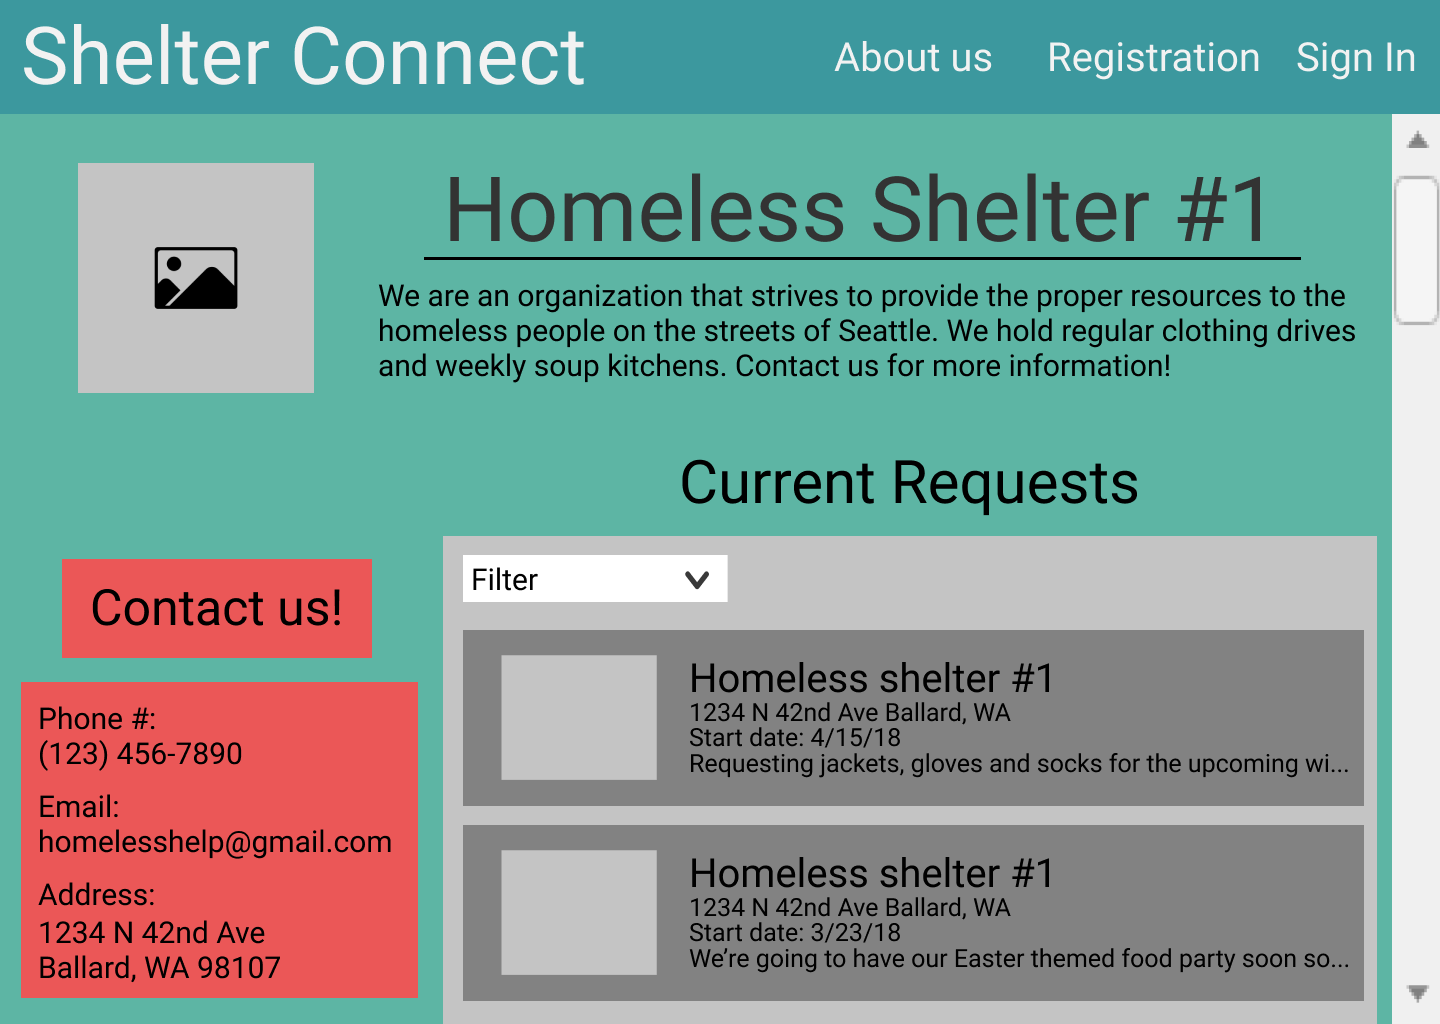 Shelter Connect
About us
Registration
Sign In
Homeless Shelter #1
We are an organization that strives to provide the proper resources to the
homeless people on the streets of Seattle. We hold regular clothing drives
and weekly soup kitchens. Contact us for more information!
Current Requests
Contact us!
Phone #:
(123) 456-7890
Email:
homelesshelp@gmail.com
Address:
1234 N 42nd Ave
Ballard, WA 98107
Filter
Homeless shelter #1
1234 N 42nd Ave Ballard, WA
Start date: 4/15/18
Requesting jackets, gloves and socks for the upcoming wi...
Homeless shelter #1
1234 N 42nd Ave Ballard, WA
Start date: 3/23/18
We’re going to have our Easter themed food party soon so...